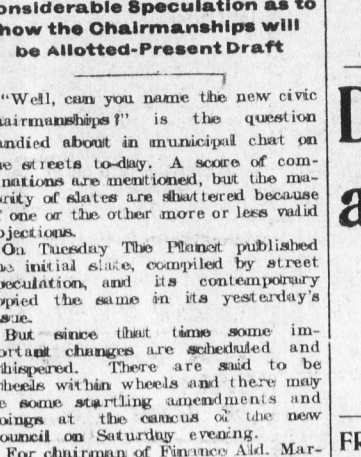 onsiderable Speculation as to
how the Chairmanships will
be Allotted-Present Draft
"Well, can you name the new civic
airmanships?" is the question
andied about in municipal chat on
e streets to-day. A score of com-
nations are mentioned, but the ma-
rity of slates are shattered because
one or the other more or less valid
jections.
On Tuesday The Planet published
e initial slate, compiled by street
eculation, and its contemporary
pied the same in its yesterday's
sue.
But since that time some im-
ortant changes are scheduled and
hispered. There are said to be
heels within wheels and there may
e some startling amendments and
oings at the caucus of the new
ouncil on Saturday evening.
For chairman of Finance Ald. Mar-
D
a
FR